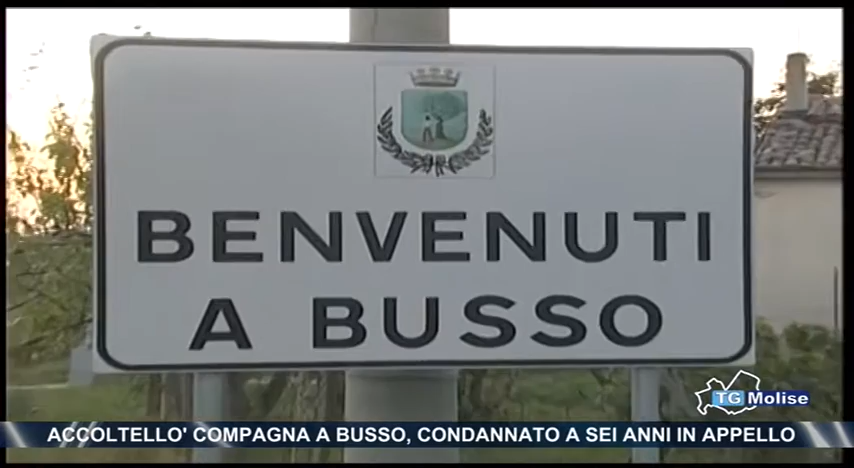 BENVENUTI
A BUSSO
TG Molise
ACCOLTELLO' COMPAGNA A BUSSO, CONDANNATO A SEI ANNI IN APPELLO